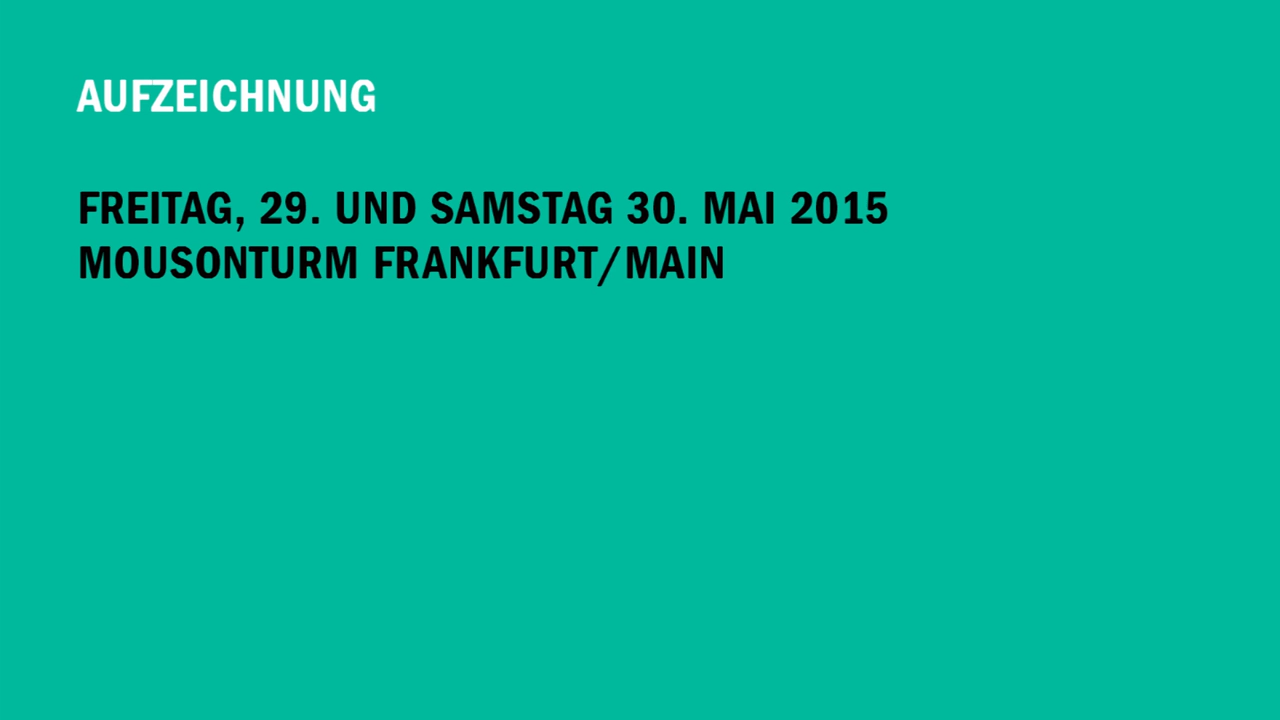 AUFZEICHNUNG
FREITAG, 29. UND SAMSTAG 30. MAI 2015
MOUSONTURM FRANKFURT/MAIN